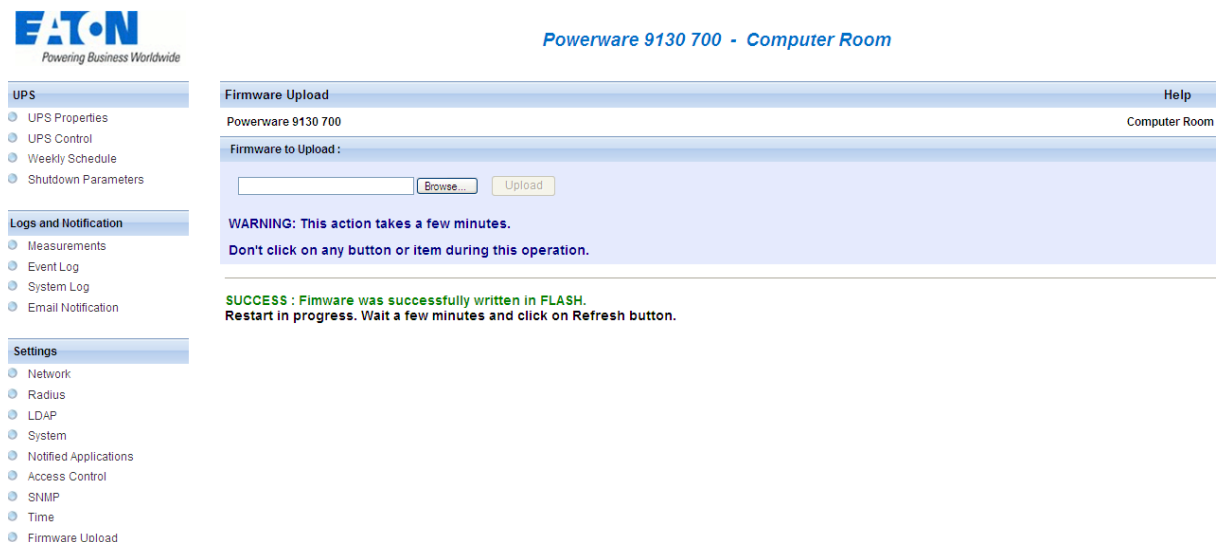 EATON
Powering Business Worldwide
Powerware 9130 700 - Computer Room
UPS
UPS Properties
UPS Control
Weekly Schedule
Shutdown Parameters
Logs and Notification
Measurements
Event Log
System Log
Email Notification
Settings
Network
Radius
LDAP
System
Notified Applications
Access Control
SNMP
Time
Firmware Upload
Firmware Upload Help
Powerware 9130 700 Computer Room
Firmware to Upload :
Browse... Upload
WARNING: This action takes a few minutes.
Don't click on any button or item during this operation.
SUCCESS : Fimware was successfully written in FLASH.
Restart in progress. Wait a few minutes and click on Refresh button.